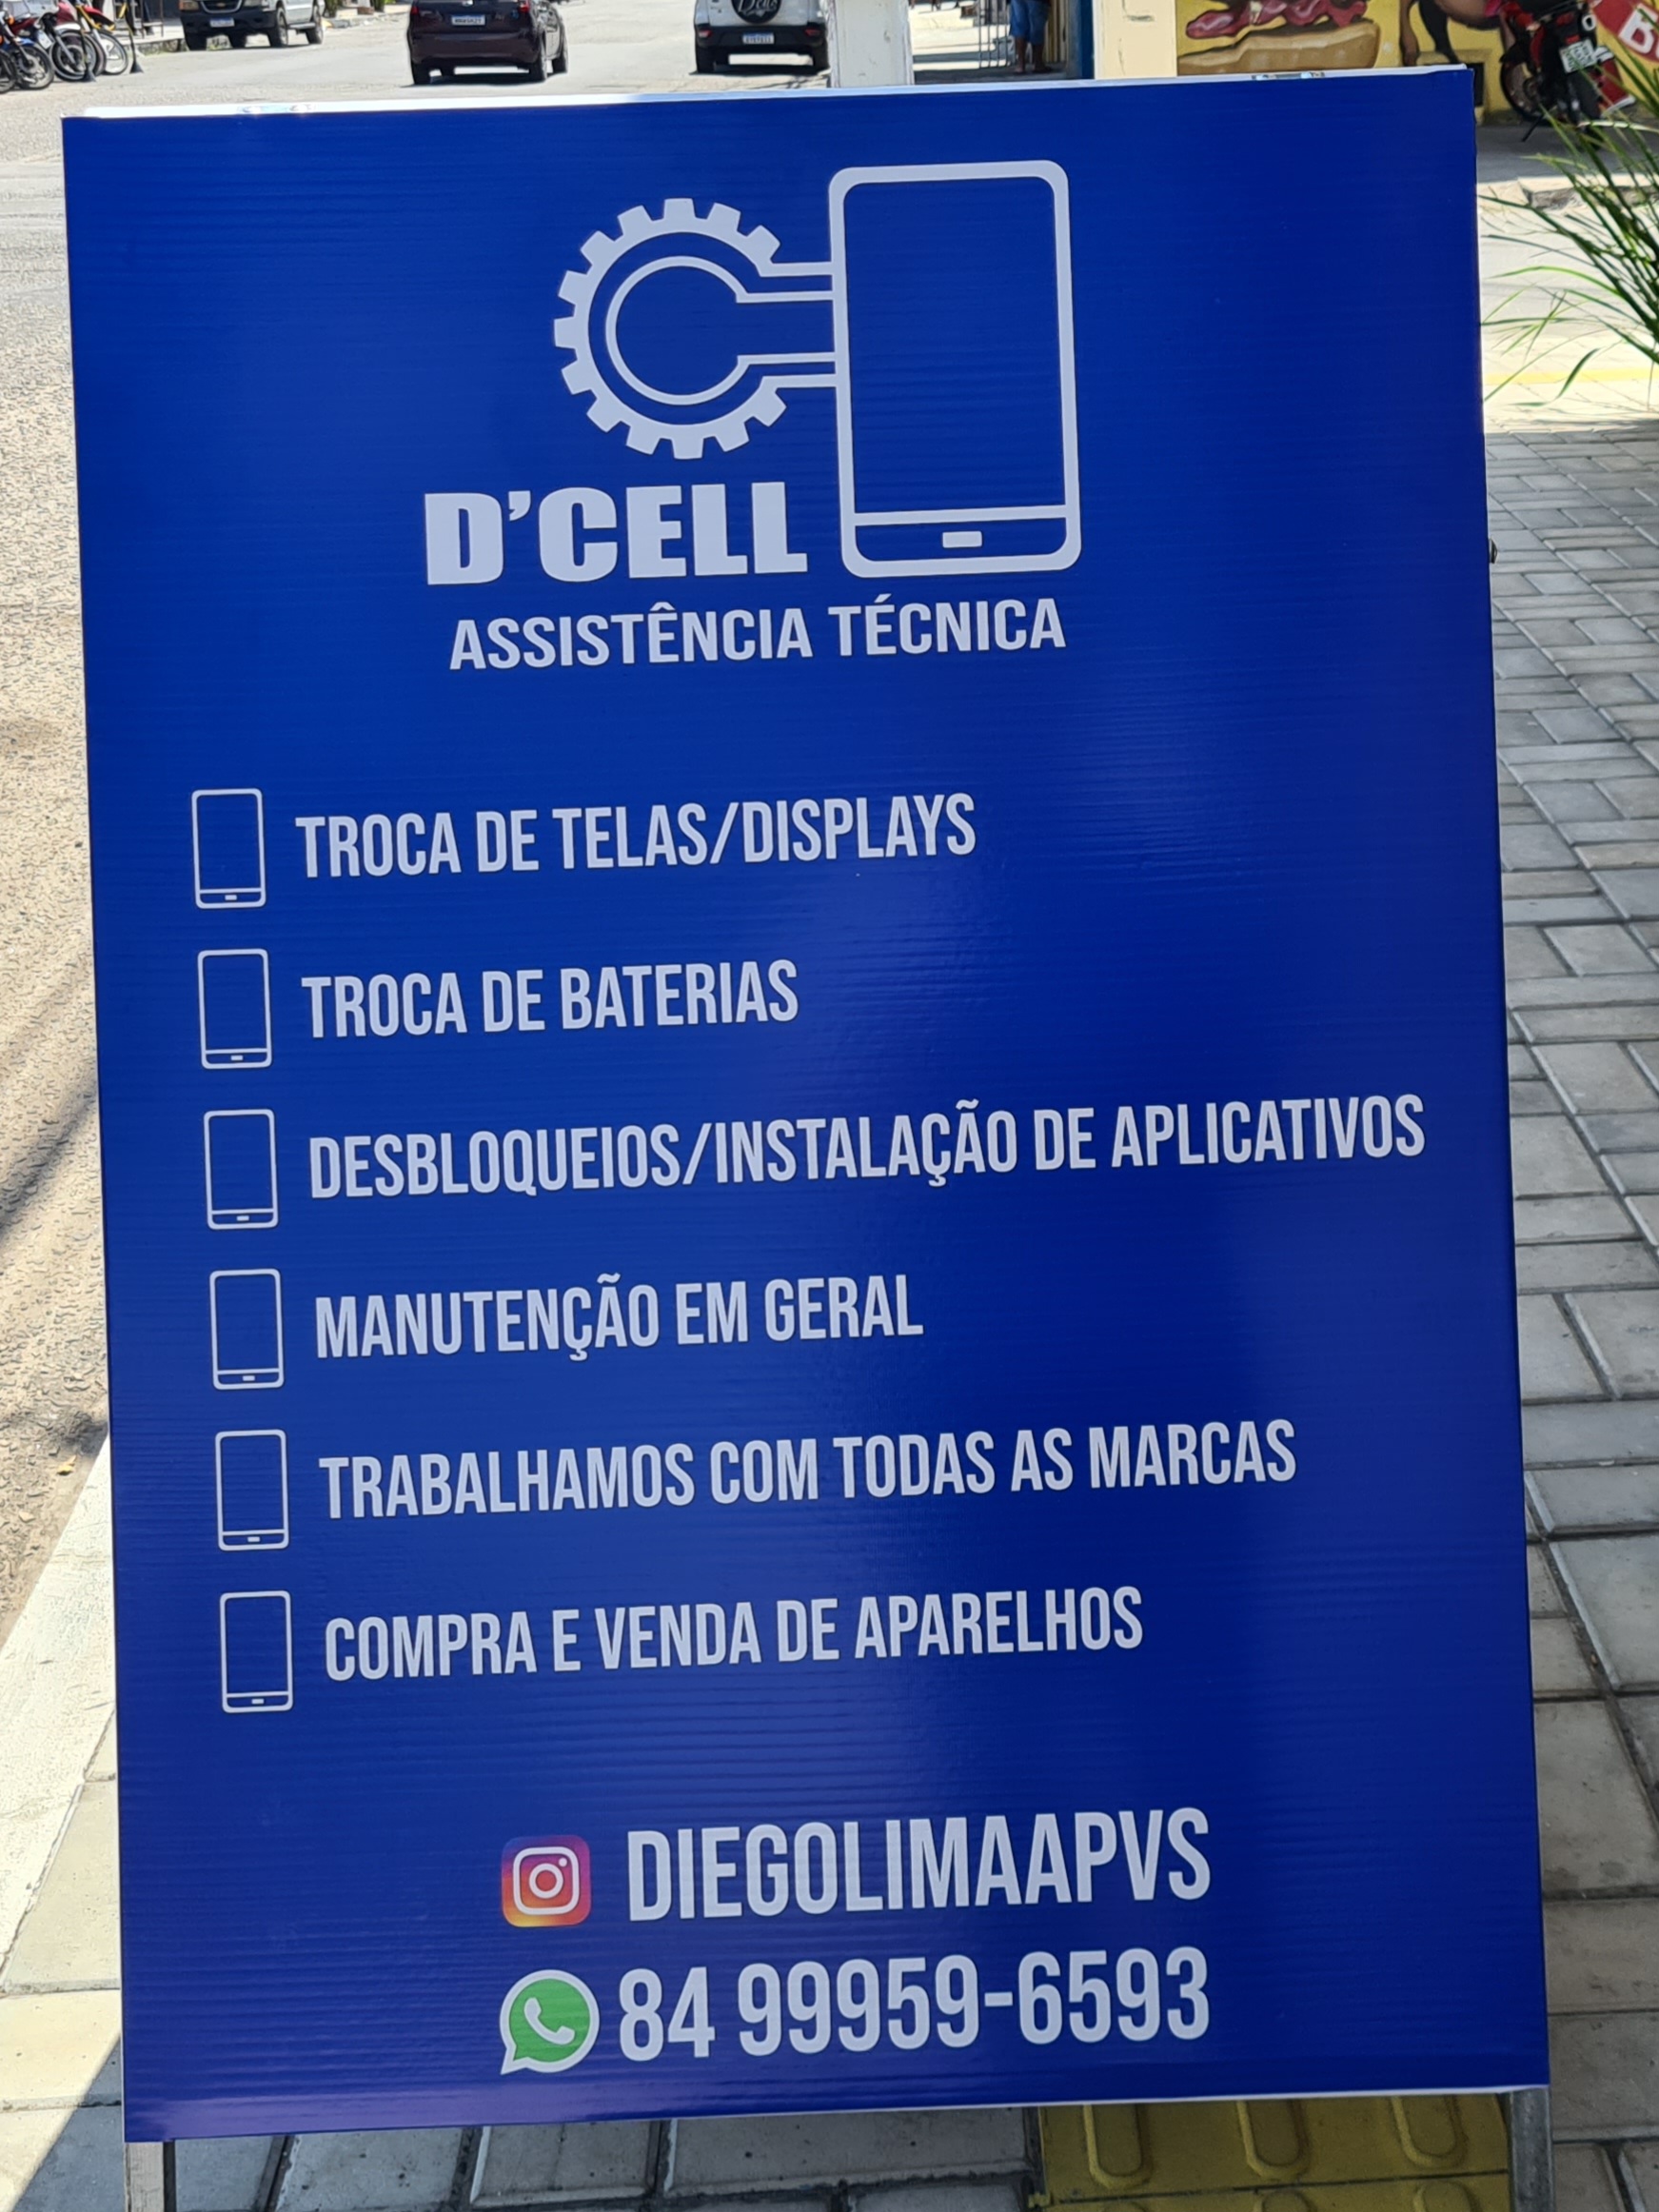 D'CELL
ASSISTÊNCIA TÉCNICA
TROCA DE TELAS/DISPLAYS
TROCA DE BATERIAS
DESBLOQUEIOS/INSTALAÇÃO DE APLICATIVOS
MANUTENÇÃO EM GERAL
TRABALHAMOS COM TODAS AS MARCAS
COMPRA E VENDA DE APARELHOS
DIEGOLIMAAPVS
84 99959-6593